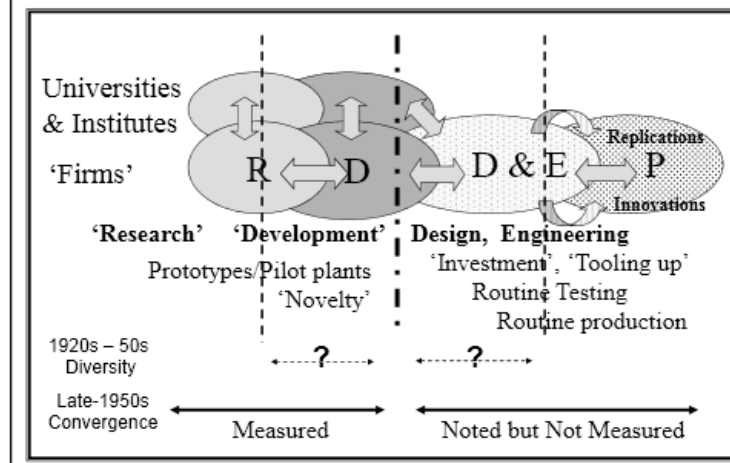 Universities
& Institutes
'Firms'
R
D
D & E
P
Replications
Innovations
'Research'
'Development'
Design, Engineering
Prototypes/Pilot plants
'Novelty'
'Investment', 'Tooling up'
Routine Testing
Routine production
1920s – 50s
Diversity
?
?
Late-1950s
Convergence
Measured
Noted but Not Measured